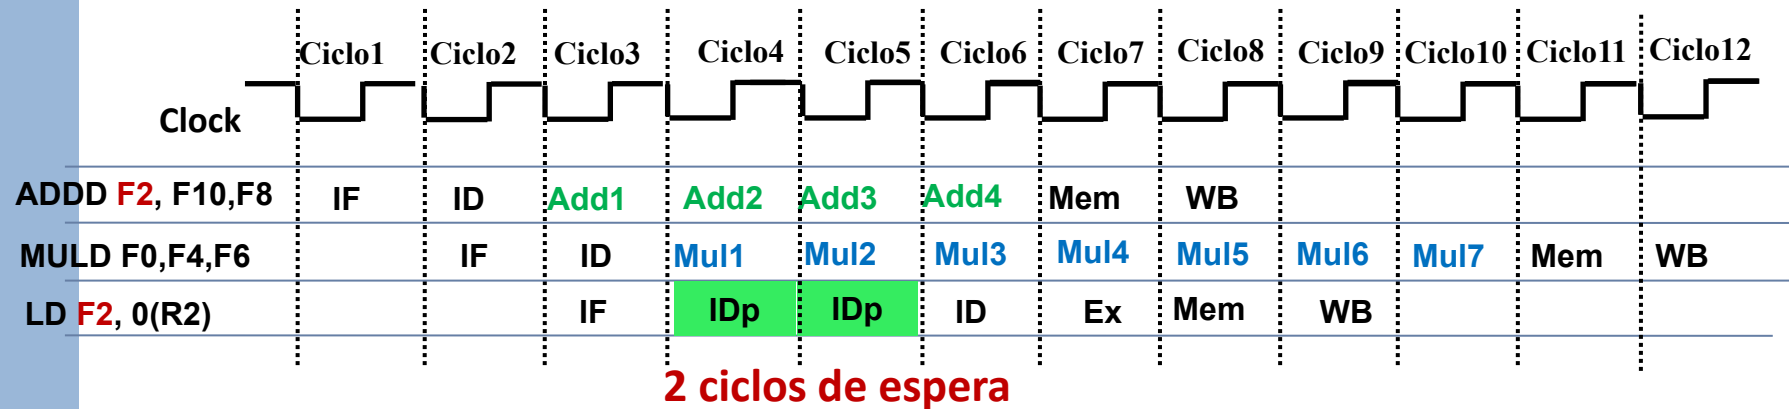 Ciclo1 Ciclo2 Ciclo3 Ciclo4 Ciclo5 Ciclo6 Ciclo7 Ciclo8 Ciclo9 Ciclo10 Ciclo11 Ciclo12
Clock
ADDD F2, F10,F8 IF ID Add1 Add2 Add3 Add4 Mem WB
MULD F0,F4,F6 IF ID Mul1 Mul2 Mul3 Mul4 Mul5 Mul6 Mul7 Mem WB
LD F2, 0(R2) IF IDp IDp ID Ex Mem WB
2 ciclos de espera